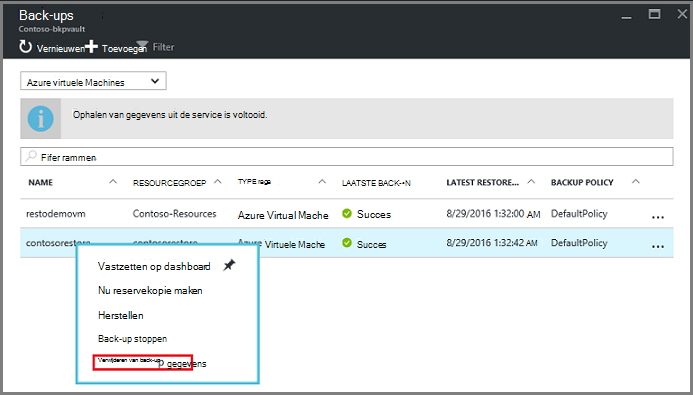 Back-ups
Contoso-bkpvault
Vernieuwen Toevoegen Filter
Azure virtuele Machines
Ophalen van gegevens uit de service is voltooid.
Fifer rammen
NAME RESOURCEGROEP TYPE rege LAATSTE BACK-•N LATEST RESTORE... BACKUP POLICY
restodemovm Contoso-Resources Azure Virtual Mache Succes 8/29/2016 1:32:00 AM DefaultPolicy ...
contosorestore contosorestore Azure Virtuele Mache Succes 8/29/2016 1:32:42 AM DefaultPolicy ...
Vastzetten op dashboard
Nu reservekopie maken
Herstellen
Back-up stoppen
Verwijderen van back-up
p gegevens